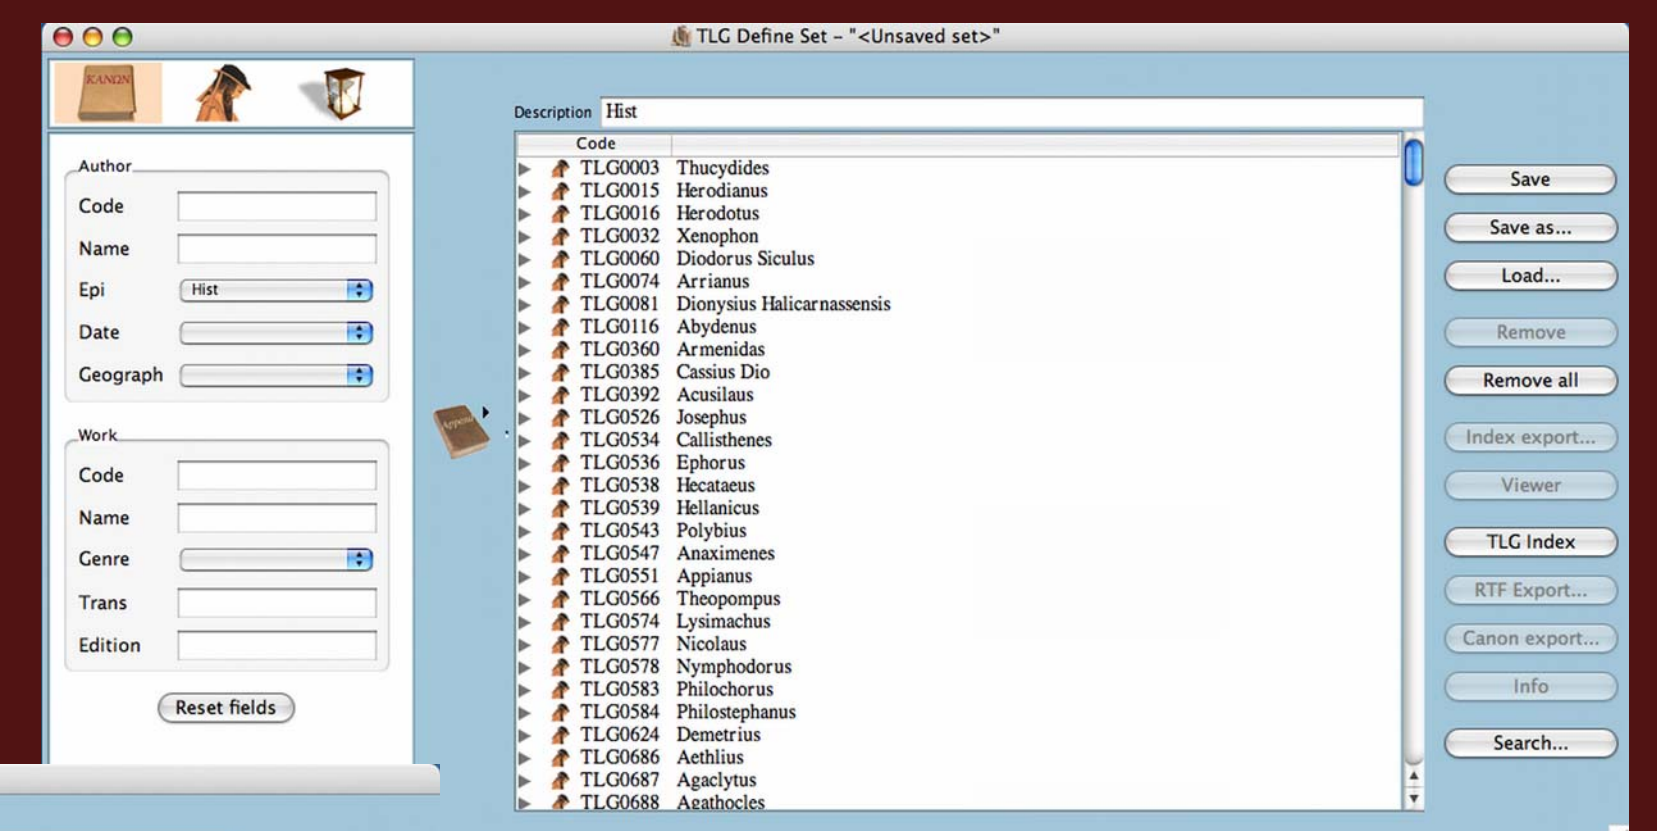 TLG Define Set – "<Unsaved set>"
KANΩN
Author
Code
Name
Epi Hist
Date
Geograph
Work
Code
Name
Genre
Trans
Edition
Reset fields
Append
Description Hist
Code
TLG0003 Thucydides
TLG0015 Herodianus
TLG0016 Herodotus
TLG0032 Xenophon
TLG0060 Diodorus Siculus
TLG0074 Arrianus
TLG0081 Dionysius Halicarnassensis
TLG0116 Abydenus
TLG0360 Armenidas
TLG0385 Cassius Dio
TLG0392 Acusilaus
TLG0526 Josephus
TLG0534 Callisthenes
TLG0536 Ephorus
TLG0538 Hecataeus
TLG0539 Hellanicus
TLG0543 Polybius
TLG0547 Anaximenes
TLG0551 Appianus
TLG0566 Theopompus
TLG0574 Lysimachus
TLG0577 Nicolaus
TLG0578 Nymphodorus
TLG0583 Philochorus
TLG0584 Philostephanus
TLG0624 Demetrius
TLG0686 Aethlius
TLG0687 Agaclytus
TLG0688 Agathocles
Save
Save as...
Load...
Remove
Remove all
Index export...
Viewer
TLG Index
RTF Export...
Canon export...
Info
Search...